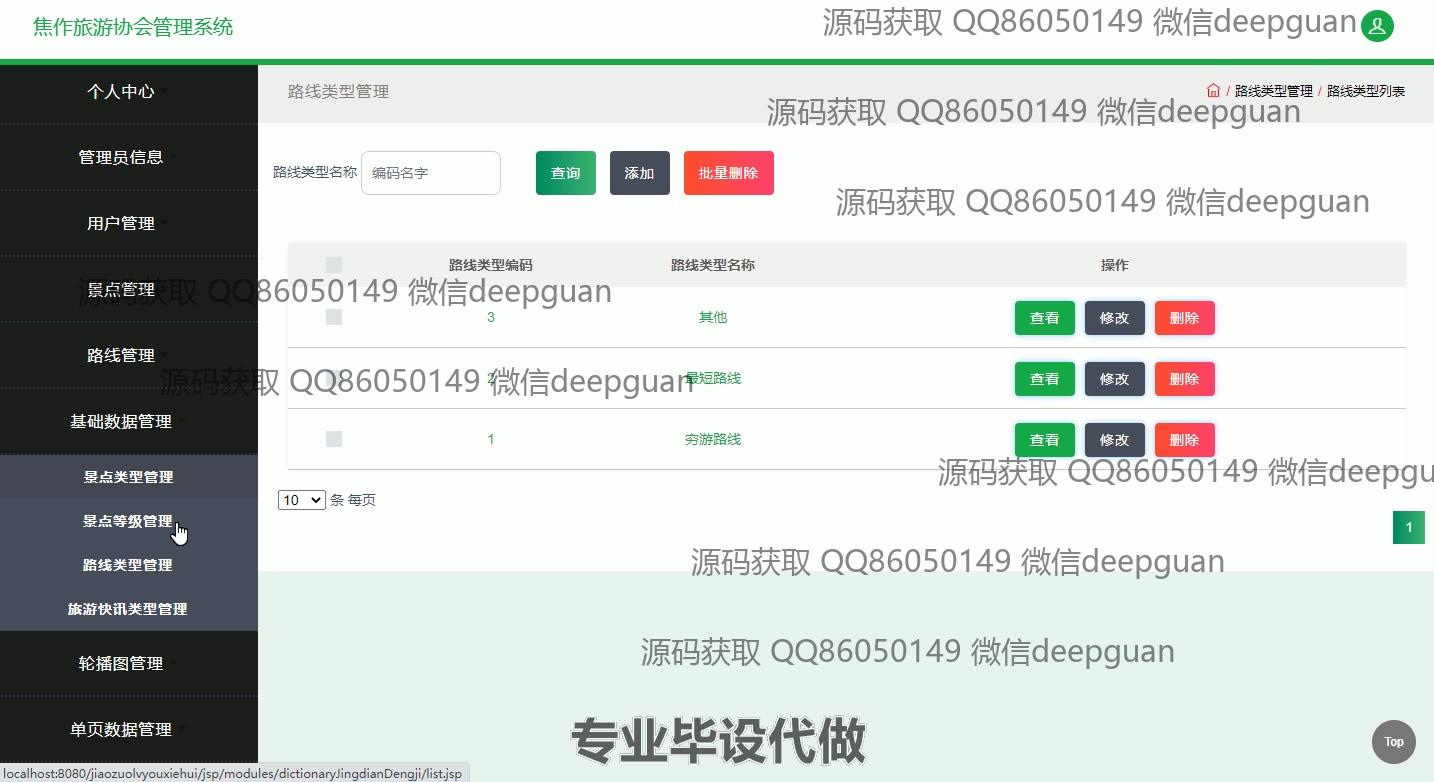 焦作旅游协会管理系统
源码获取 QQ86050149 微信deepguan
个人中心
路线类型管理
/ 路线类型管理 / 路线类型列表
源码获取 QQ86050149 微信deepguan
管理员信息
路线类型名称 编码名字 查询 添加 批量删除
源码获取 QQ86050149 微信deepguan
用户管理
路线类型编码 路线类型名称 操作
景点管理
源码获取 QQ86050149 微信deepguan
3 其他 查看 修改 删除
路线管理
源码获取 QQ86050149 微信deepguan
2 最短路线 查看 修改 删除
基础数据管理
1 穷游路线 查看 修改 删除
源码获取 QQ86050149 微信deepgu
景点类型管理
10 条 每页
景点等级管理
1
路线类型管理
源码获取 QQ86050149 微信deepguan
旅游快讯类型管理
轮播图管理
源码获取 QQ86050149 微信deepguan
单页数据管理
专业毕设代做
Top
localhost:8080/jiaozuolvyouxiehui/jsp/modules/dictionaryJingdianDengji/list.jsp